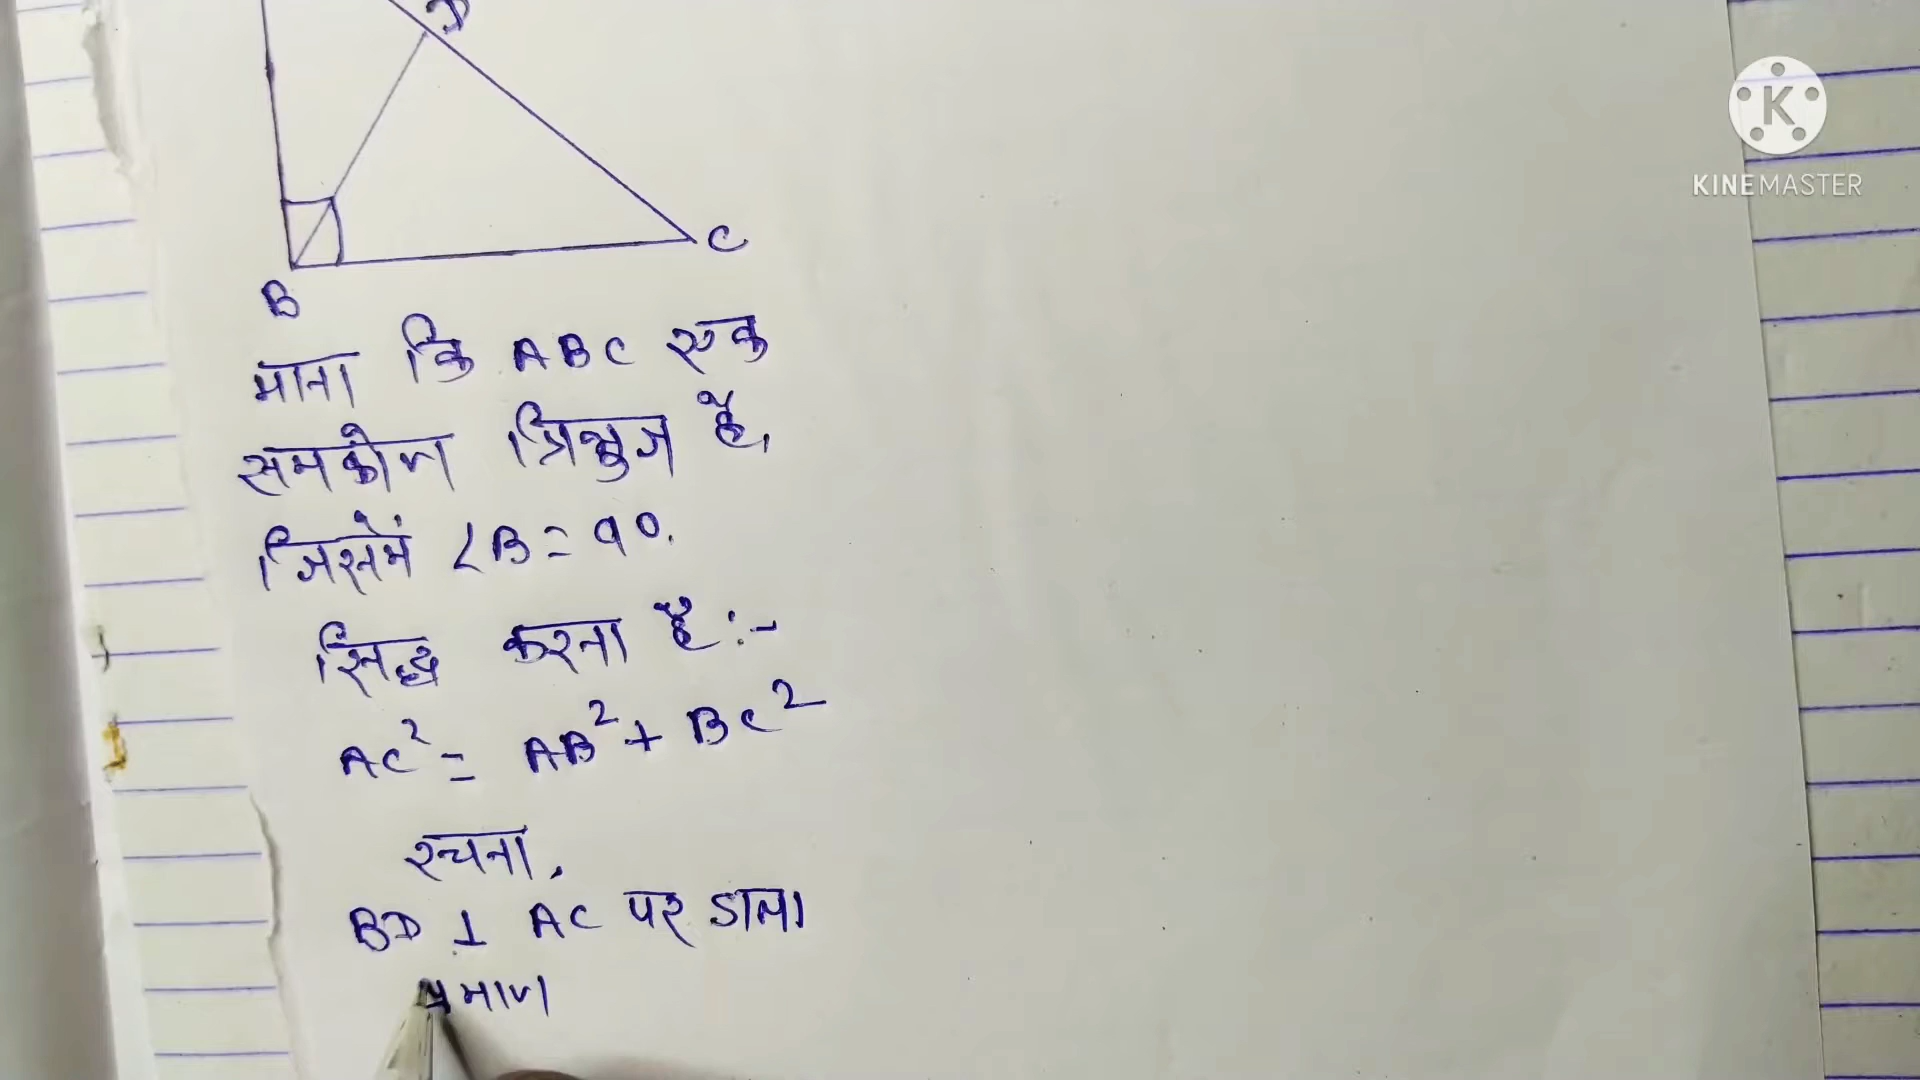 D
C
B
माना कि ABC एक
समकोण त्रिभुज है,
जिसमें ∠B = 90.
सिद्ध करना है:-
AC² = AB² + BC²
रचना.
BD ⊥ AC पर डाला
प्रमाण
K
KINEMASTER